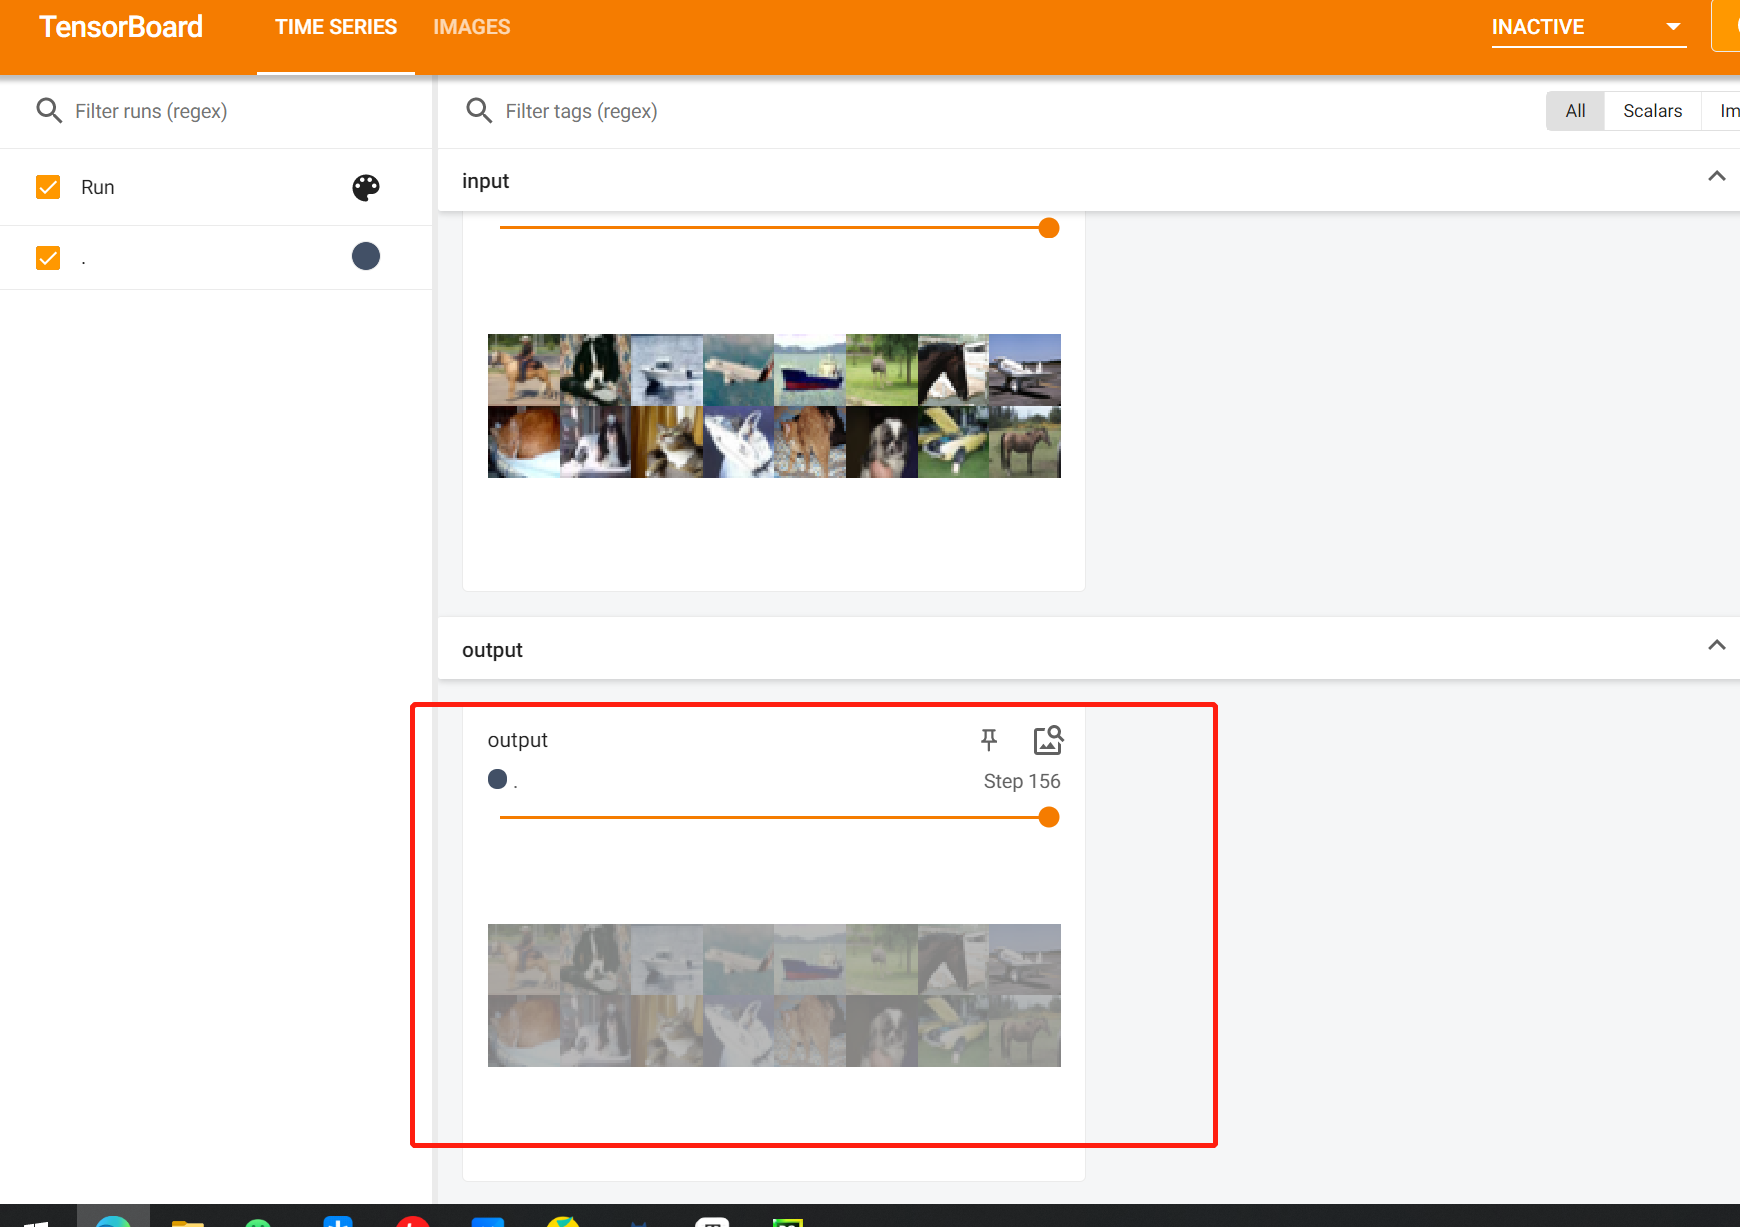 TensorBoard
TIME SERIES
IMAGES
INACTIVE
Filter runs (regex)
Filter tags (regex)
All
Scalars
Im
Run
.
input
output
output
.
Step 156